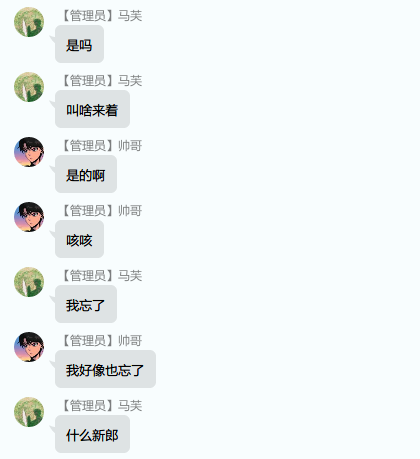 【管理员】马芙
是吗
【管理员】马芙
叫啥来着
【管理员】帅哥
是的啊
【管理员】帅哥
咳咳
【管理员】马芙
我忘了
【管理员】帅哥
我好像也忘了
【管理员】马芙
什么新郎